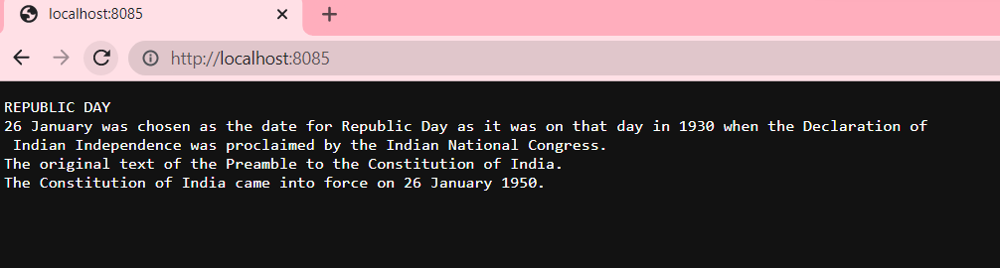 localhost:8085
http://localhost:8085
REPUBLIC DAY
26 January was chosen as the date for Republic Day as it was on that day in 1930 when the Declaration of
Indian Independence was proclaimed by the Indian National Congress.
The original text of the Preamble to the Constitution of India.
The Constitution of India came into force on 26 January 1950.